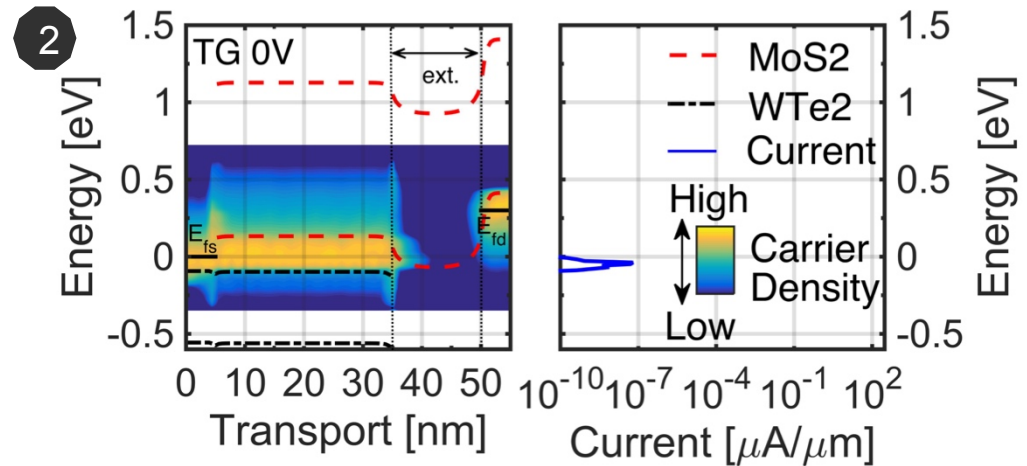 2
TG 0V
ext.
E_fs
E_fd
Energy [eV]
1.5
1
0.5
0
-0.5
0 10 20 30 40 50
Transport [nm]
MoS2
WTe2
Current
High
Low
Carrier
Density
1.5
1
0.5
0
-0.5
Energy [eV]
10^-10 10^-7 10^-4 10^-1 10^2
Current [μA/μm]